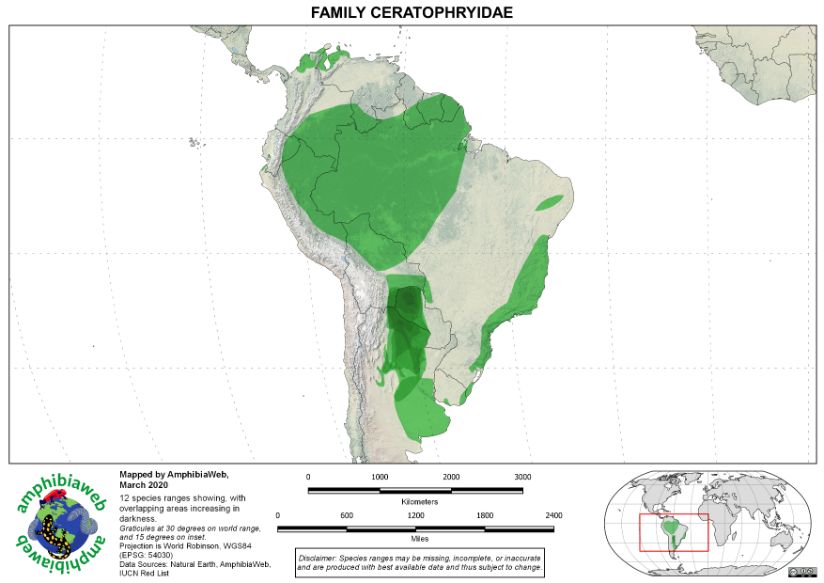 FAMILY CERATOPHRYIDAE
amphibiaweb
amphibiaweb
Mapped by AmphibiaWeb,
March 2020
12 species ranges showing, with
overlapping areas increasing in
darkness.
Graticules at 30 degrees on world range,
and 15 degrees on inset.
Projection is World Robinson, WGS84
(EPSG: 54030)
Data Sources: Natural Earth, AmphibiaWeb,
IUCN Red List
0 1000 2000 3000
Kilometers
0 600 1200 1800 2400
Miles
Disclaimer: Species ranges may be missing, incomplete, or inaccurate
and are produced with best available data and thus subject to change.